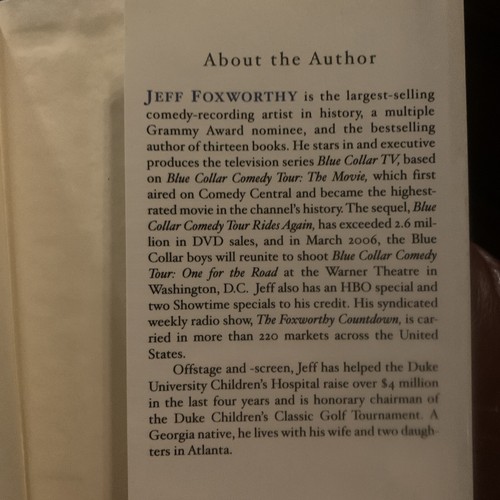 About the Author
JEFF FOXWORTHY is the largest-selling
comedy-recording artist in history, a multiple
Grammy Award nominee, and the bestselling
author of thirteen books. He stars in and executive
produces the television series Blue Collar TV, based
on Blue Collar Comedy Tour: The Movie, which first
aired on Comedy Central and became the highest-
rated movie in the channel's history. The sequel, Blue
Collar Comedy Tour Rides Again, has exceeded 2.6 mil-
lion in DVD sales, and in March 2006, the Blue
Collar boys will reunite to shoot Blue Collar Comedy
Tour: One for the Road at the Warner Theatre in
Washington, D.C. Jeff also has an HBO special and
two Showtime specials to his credit. His syndicated
weekly radio show, The Foxworthy Countdown, is car-
ried in more than 220 markets across the United
States.
Offstage and -screen, Jeff has helped the Duke
University Children's Hospital raise over $4 million
in the last four years and is honorary chairman of
the Duke Children's Classic Golf Tournament. A
Georgia native, he lives with his wife and two daugh-
ters in Atlanta.